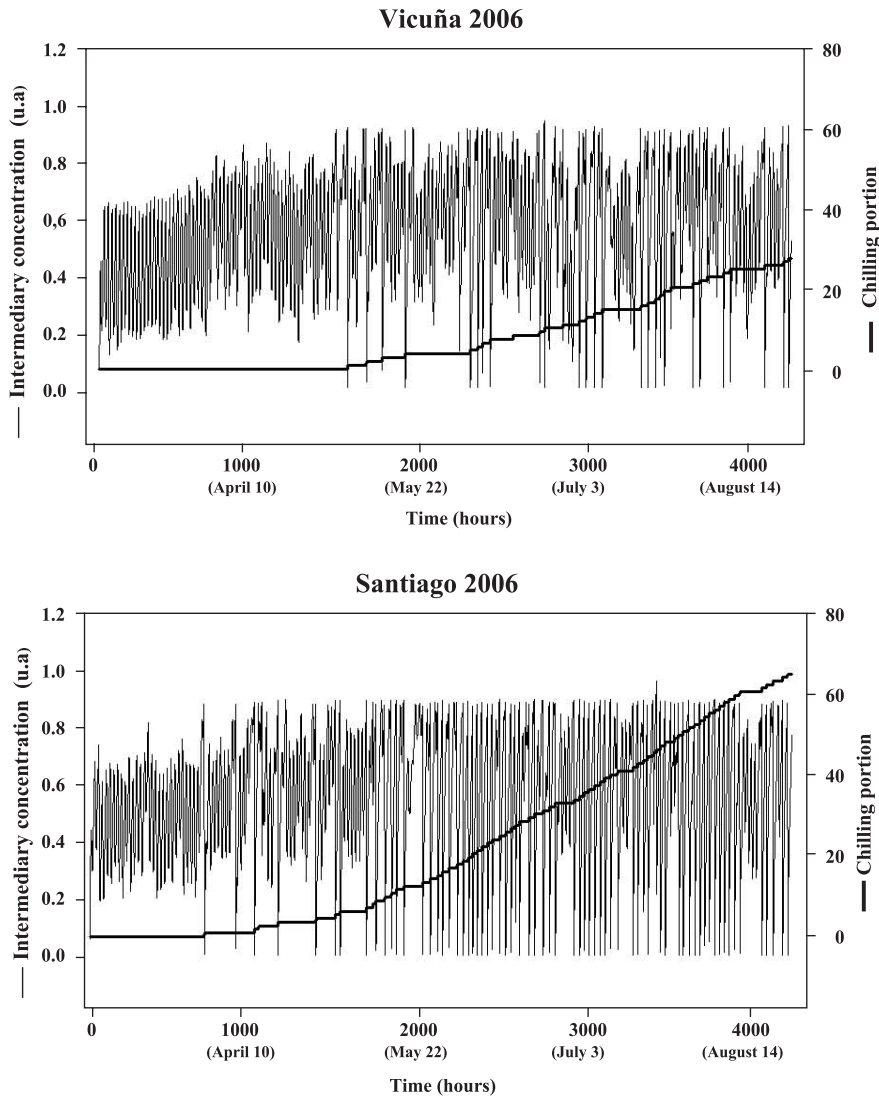 Vicuña 2006
1.2
1.0
0.8
0.6
0.4
0.2
0.0
Intermediary concentration (u.a)
80
60
40
20
0
Chilling portion
0 1000 2000 3000 4000
(April 10) (May 22) (July 3) (August 14)
Time (hours)
Santiago 2006
1.2
1.0
0.8
0.6
0.4
0.2
0.0
Intermediary concentration (u.a)
80
60
40
20
0
Chilling portion
0 1000 2000 3000 4000
(April 10) (May 22) (July 3) (August 14)
Time (hours)